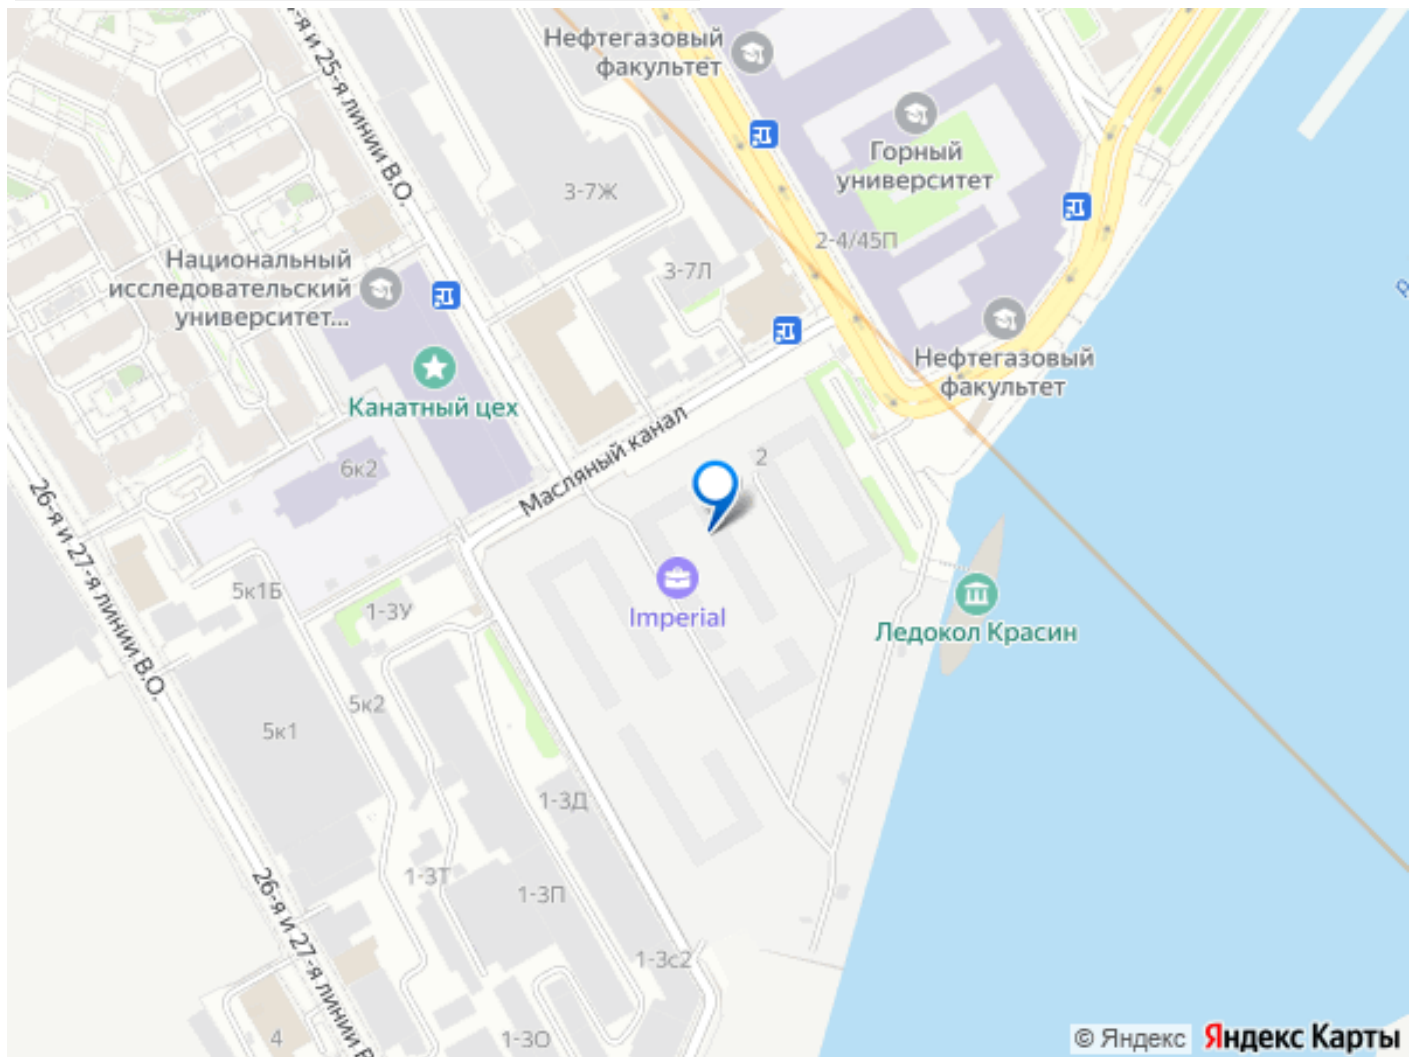 Нефтегазовый
факультет
24-я и 25-я линии В.О.
Горный
университет
3-7Ж
2-4/45П
Национальный
исследовательский
университет...
3-7Л
Нефтегазовый
факультет
Канатный цех
Масляный канал
2
6к2
26-я и 27-я линии В.О.
5к1Б
1-3У
Imperial
Ледокол Красин
5к2
5к1
1-3Д
1-3Т
1-3П
26-я и 27-я линии В
1-3с2
4
1-3О
© Яндекс Яндекс Карты